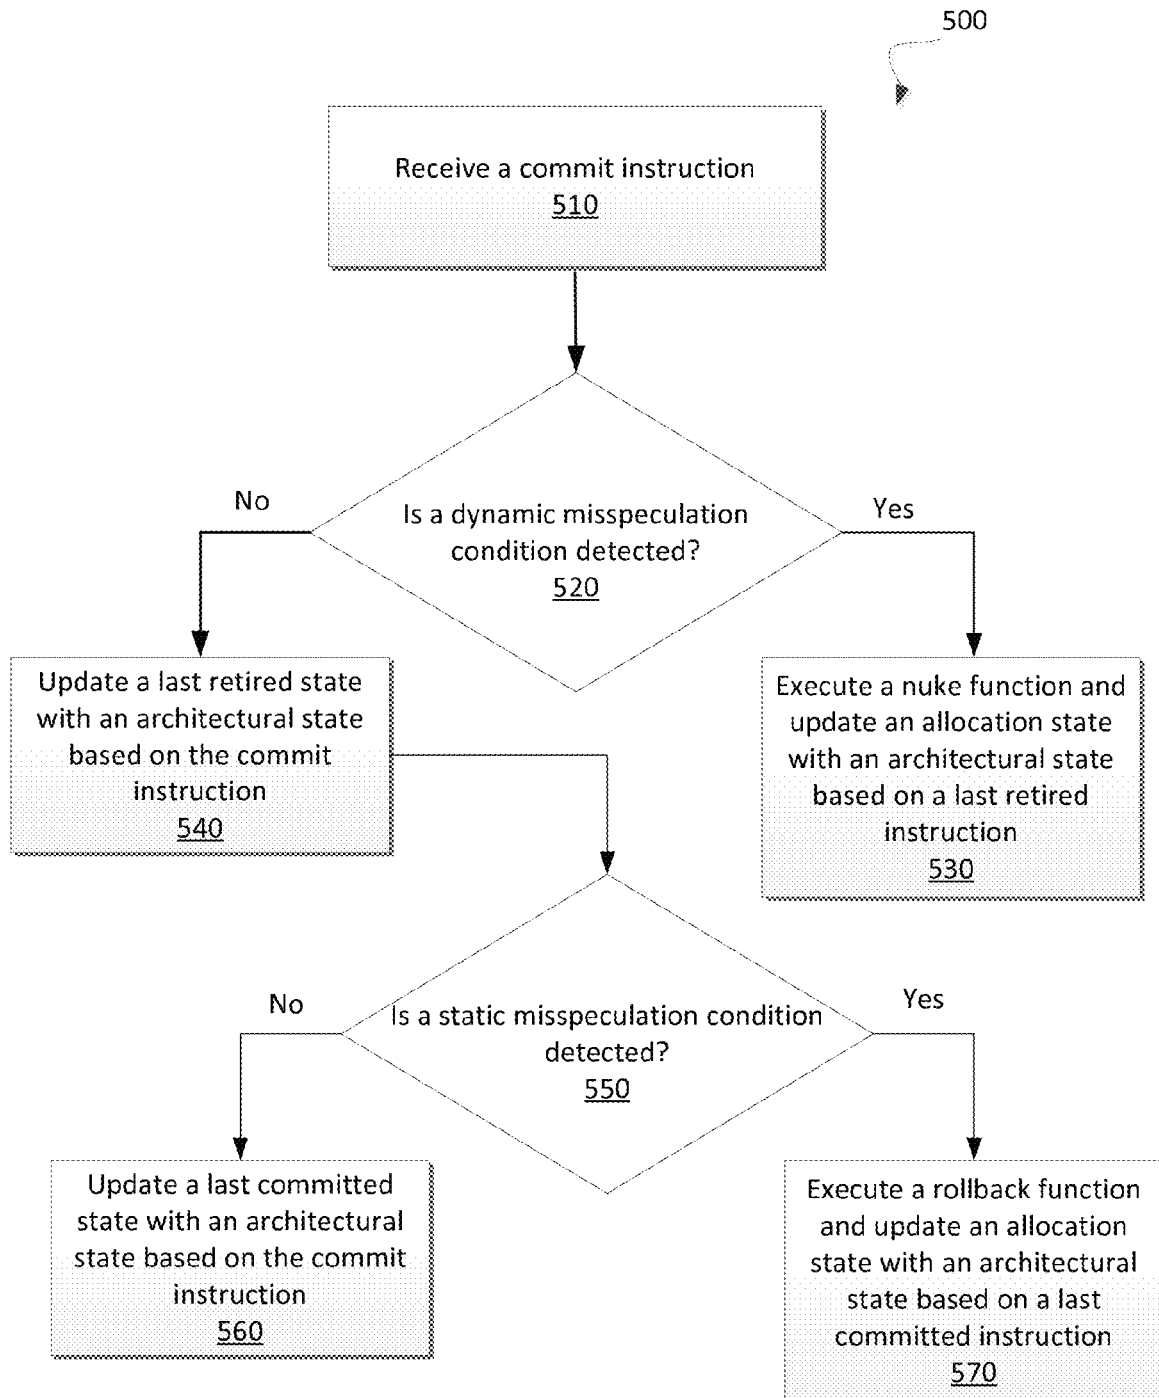 500
Receive a commit instruction
510
Is a dynamic misspeculation
condition detected?
520
No
Yes
Update a last retired state
with an architectural state
based on the commit
instruction
540
Execute a nuke function and
update an allocation state
with an architectural state
based on a last retired
instruction
530
Is a static misspeculation condition
detected?
550
No
Yes
Update a last committed
state with an architectural
state based on the commit
instruction
560
Execute a rollback function
and update an allocation
state with an architectural
state based on a last
committed instruction
570